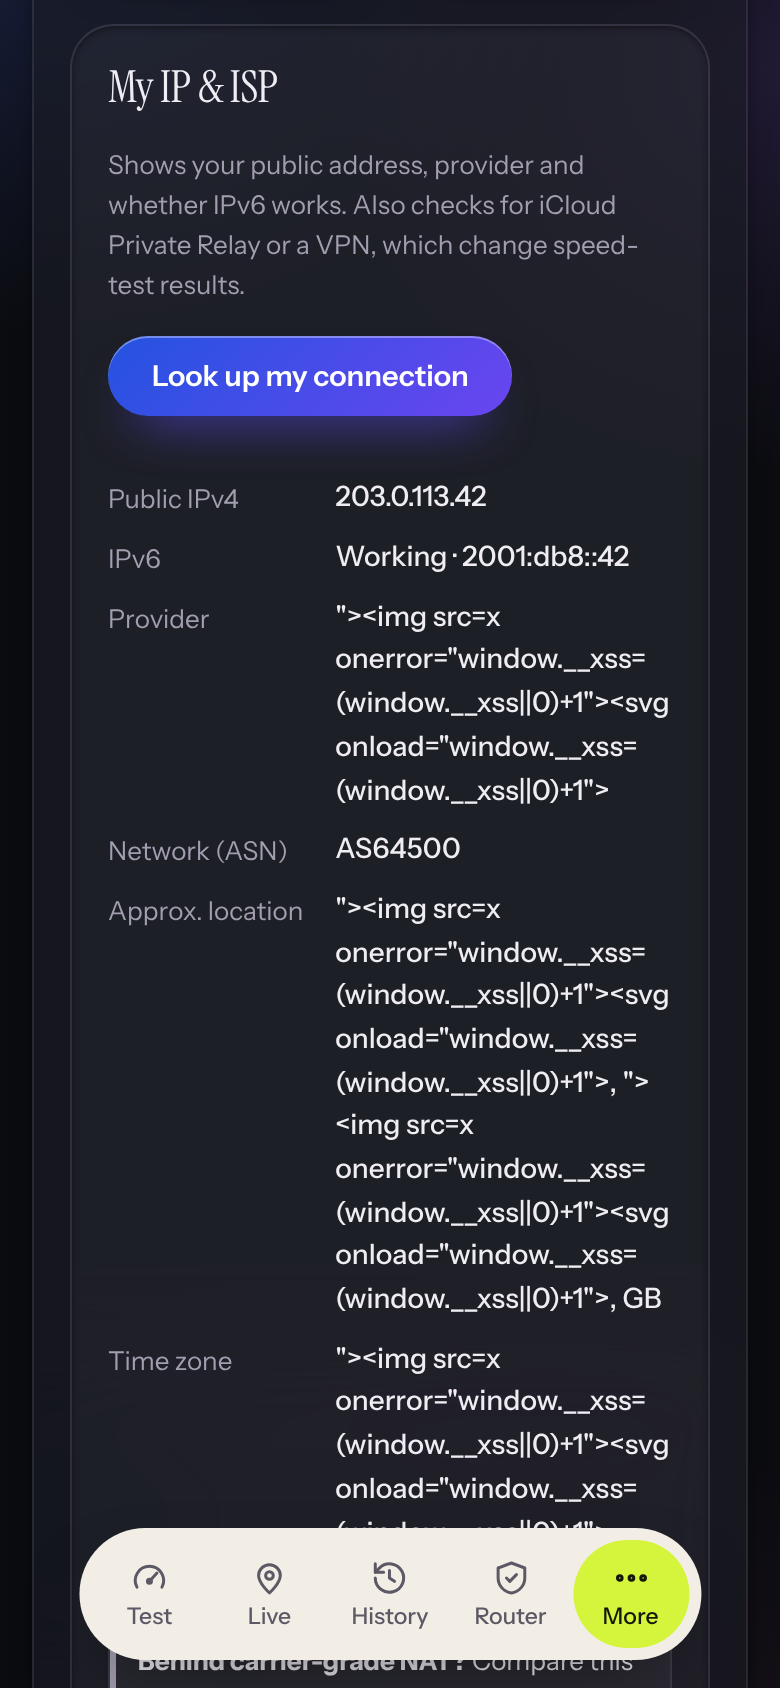 My IP & ISP
Shows your public address, provider and
whether IPv6 works. Also checks for iCloud
Private Relay or a VPN, which change speed-
test results.
Look up my connection
Public IPv4 203.0.113.42
IPv6 Working · 2001:db8::42
Provider "><img src=x
onerror="window.__xss=
(window.__xss||0)+1"><svg
onload="window.__xss=
(window.__xss||0)+1">
Network (ASN) AS64500
Approx. location "><img src=x
onerror="window.__xss=
(window.__xss||0)+1"><svg
onload="window.__xss=
(window.__xss||0)+1">, ">
<img src=x
onerror="window.__xss=
(window.__xss||0)+1"><svg
onload="window.__xss=
(window.__xss||0)+1">, GB
Time zone "><img src=x
onerror="window.__xss=
(window.__xss||0)+1"><svg
onload="window.__xss=
Test
Live
History
Router
More
Behind carrier-grade NAT? Compare this